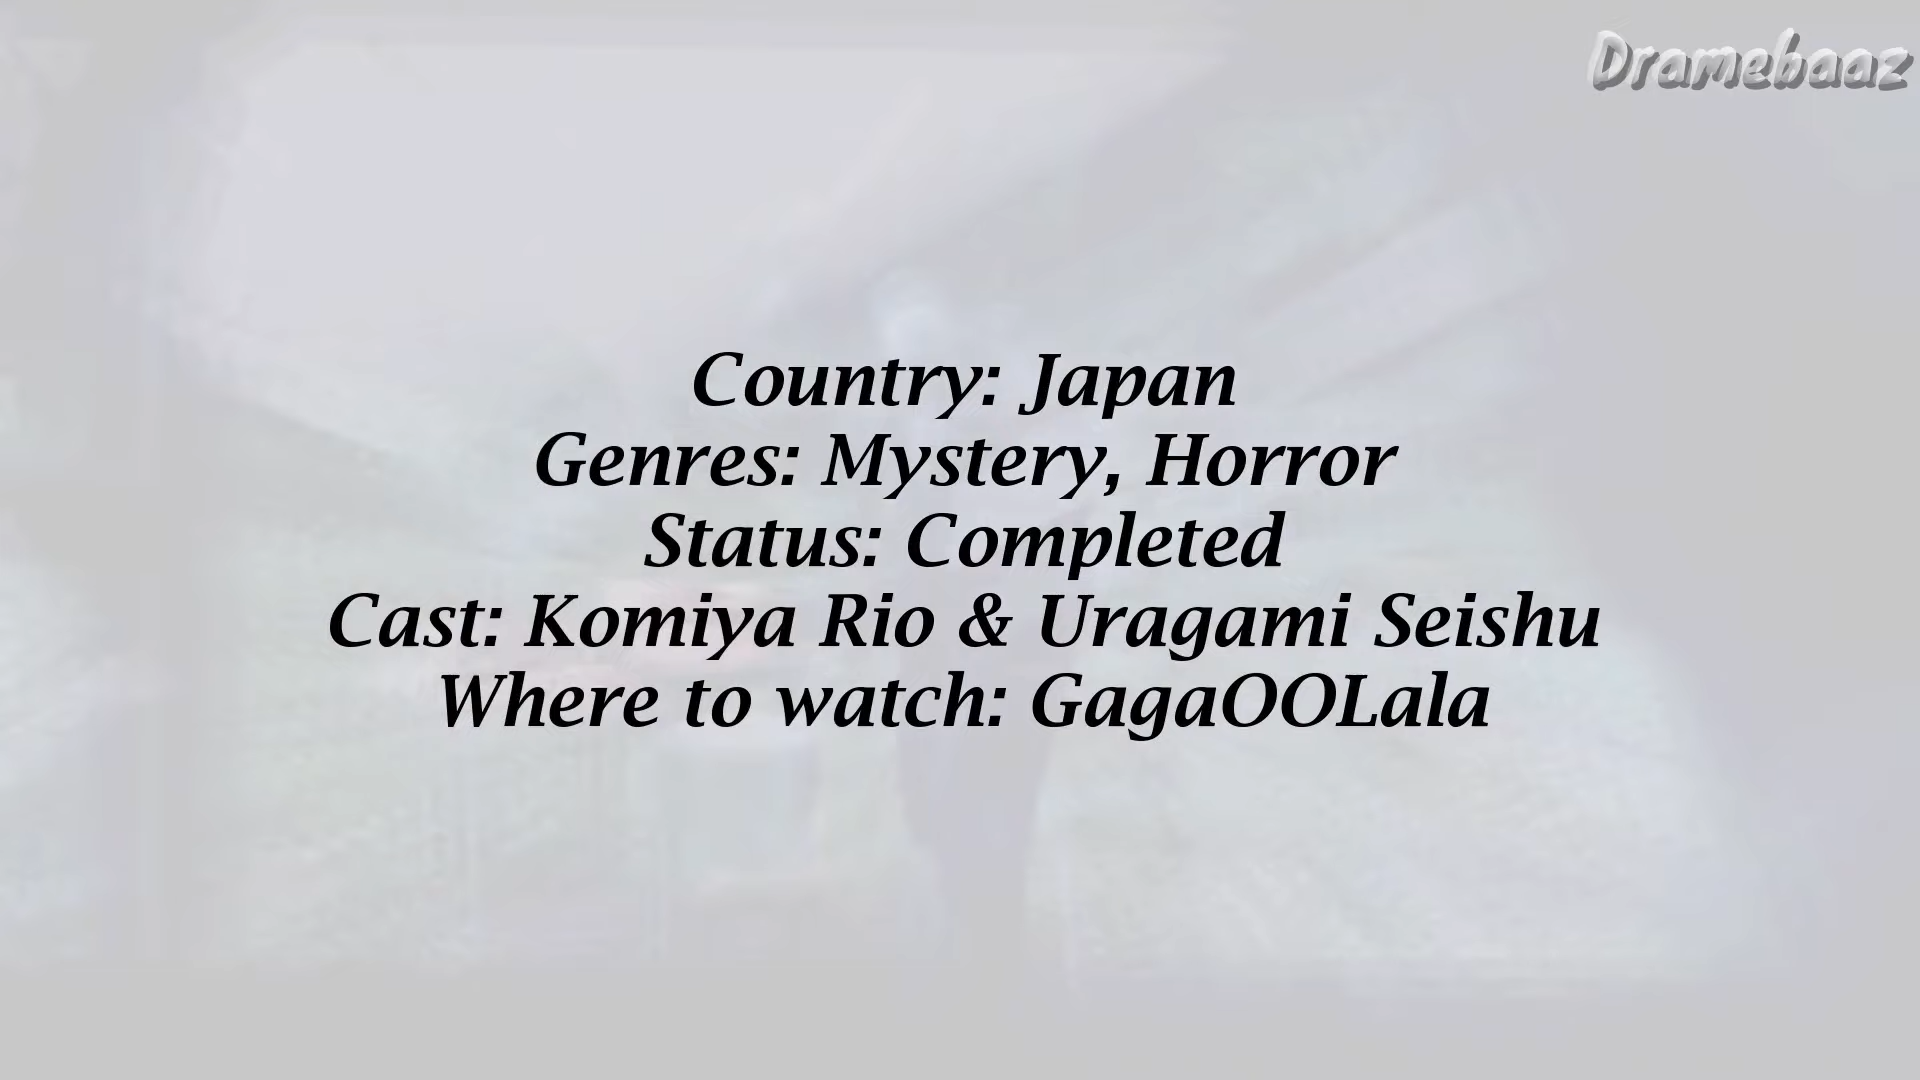 Dramebaaz
Country: Japan
Genres: Mystery, Horror
Status: Completed
Cast: Komiya Rio & Uragami Seishu
Where to watch: GagaOOLala